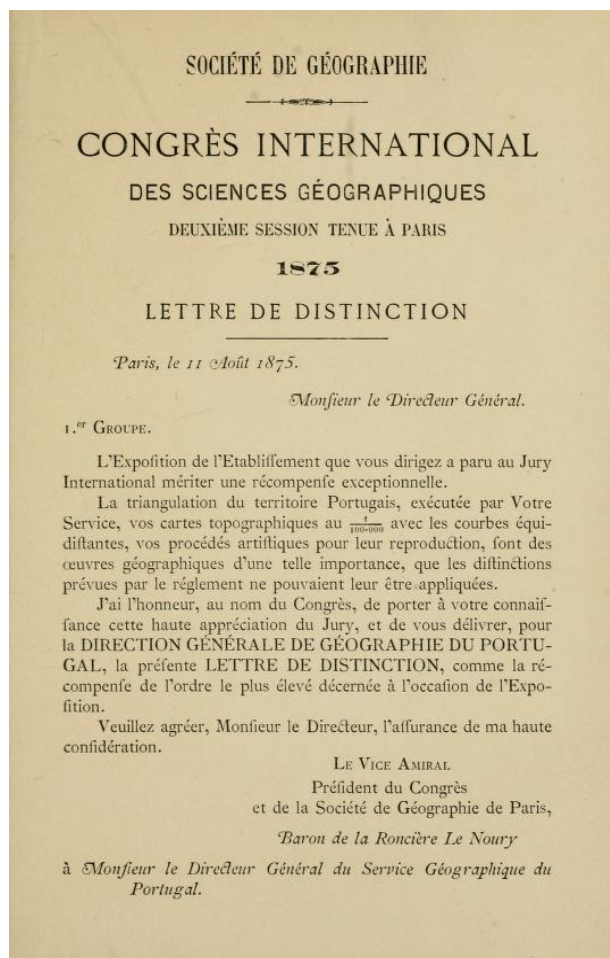 SOCIÉTÉ DE GÉOGRAPHIE
CONGRÈS INTERNATIONAL
DES SCIENCES GÉOGRAPHIQUES
DEUXIÈME SESSION TENUE À PARIS
1875
LETTRE DE DISTINCTION
Paris, le 11 Août 1875.
Monſieur le Directeur Général.
1.er GROUPE.
L'Expoſition de l'Etabliſſement que vous dirigez a paru au Jury
International mériter une récompenſe exceptionnelle.
La triangulation du territoire Portugais, exécutée par Votre
Service, vos cartes topographiques au 1/100·000 avec les courbes équi-
diſtantes, vos procédés artiſtiques pour leur reproduction, ſont des
œuvres géographiques d'une telle importance, que les diſtinctions
prévues par le réglement ne pouvaient leur être appliquées.
J'ai l'honneur, au nom du Congrès, de porter à votre connaiſ-
ſance cette haute appréciation du Jury, et de vous délivrer, pour
la DIRECTION GÉNÉRALE DE GÉOGRAPHIE DU PORTU-
GAL, la préſente LETTRE DE DISTINCTION, comme la ré-
compenſe de l'ordre le plus élevé décernée à l'occaſion de l'Expo-
ſition.
Veuillez agréer, Monſieur le Directeur, l'aſſurance de ma haute
conſidération.
LE VICE AMIRAL
Préſident du Congrès
et de la Société de Géographie de Paris,
Baron de la Roncière Le Noury
à Monſieur le Directeur Général du Service Géographique du
Portugal.